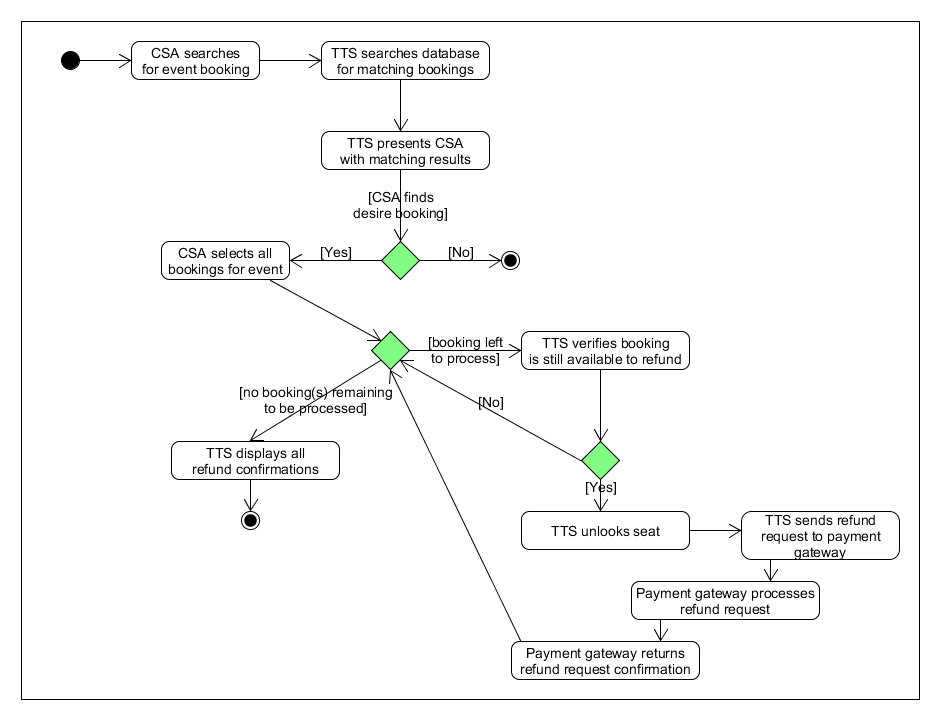 CSA searches
for event booking
TTS searches database
for matching bookings
TTS presents CSA
with matching results
[CSA finds
desire booking]
[Yes]
[No]
CSA selects all
bookings for event
[booking left
to process]
TTS verifies booking
is still available to refund
[no booking(s) remaining
to be processed]
[No]
TTS displays all
refund confirmations
[Yes]
TTS unlooks seat
TTS sends refund
request to payment
gateway
Payment gateway processes
refund request
Payment gateway returns
refund request confirmation